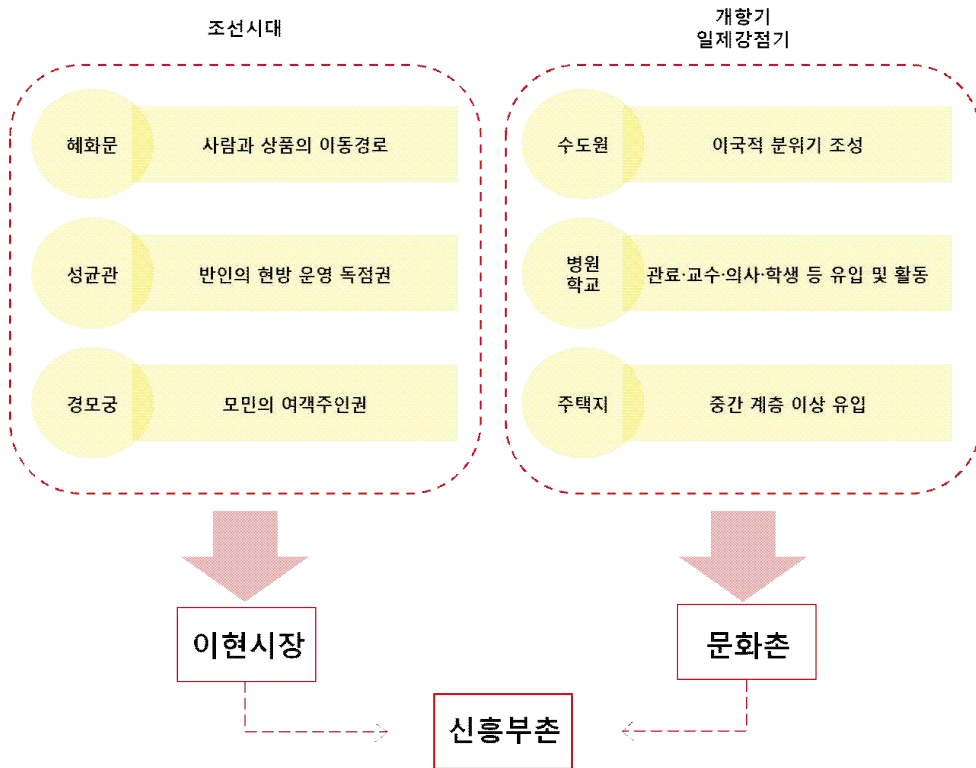 조선시대
혜화문
사람과 상품의 이동경로
성균관
반인의 현방 운영 독점권
경모궁
모민의 여객주인권
이현시장
개항기
일제강점기
수도원
이국적 분위기 조성
병원
학교
관료·교수·의사·학생 등 유입 및 활동
주택지
중간 계층 이상 유입
문화촌
신흥부촌